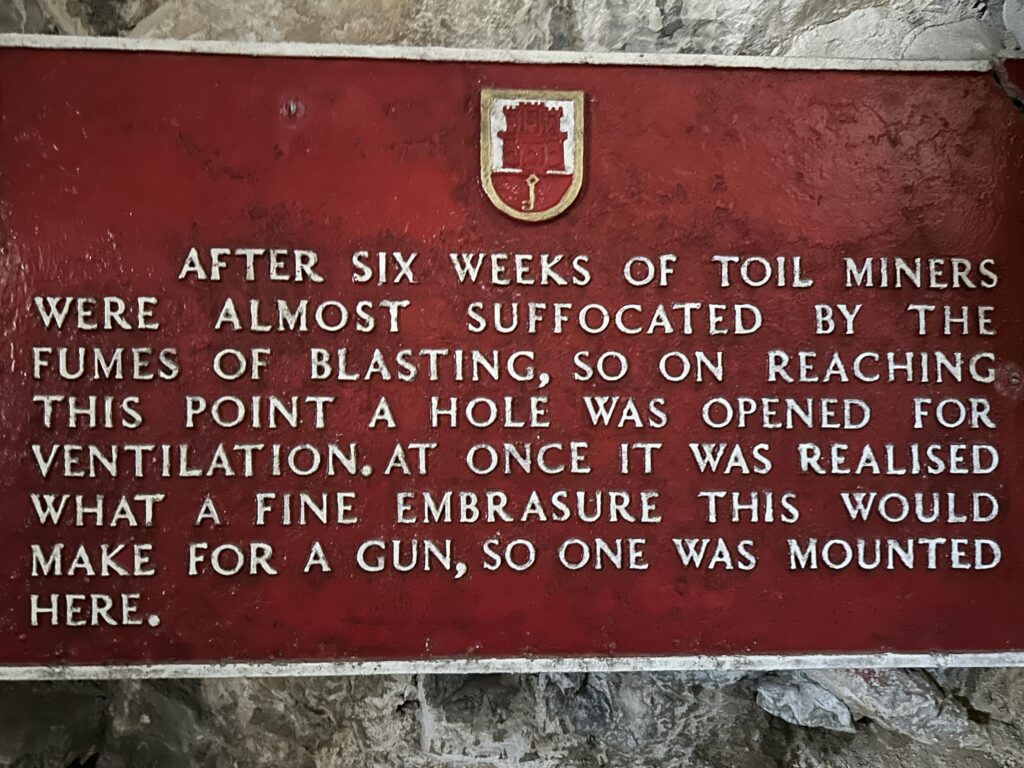 AFTER SIX WEEKS OF TOIL MINERS
WERE ALMOST SUFFOCATED BY THE
FUMES OF BLASTING, SO ON REACHING
THIS POINT A HOLE WAS OPENED FOR
VENTILATION. AT ONCE IT WAS REALISED
WHAT A FINE EMBRASURE THIS WOULD
MAKE FOR A GUN, SO ONE WAS MOUNTED
HERE.